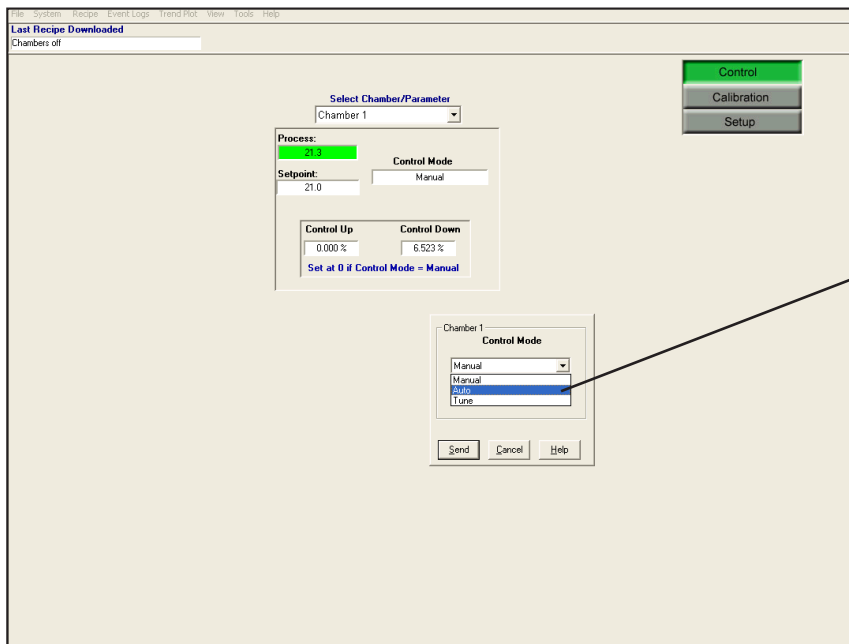 File System Recipe Event Logs Trend Plot View Tools Help
Last Recipe Downloaded
Chambers off
Control
Calibration
Setup
Select Chamber/Parameter
Chamber 1
Process:
21.3
Control Mode
Manual
Setpoint:
21.0
Control Up Control Down
0.000 % 6.523 %
Set at 0 if Control Mode = Manual
Chamber 1
Control Mode
Manual
Manual
Auto
Tune
Send Cancel Help